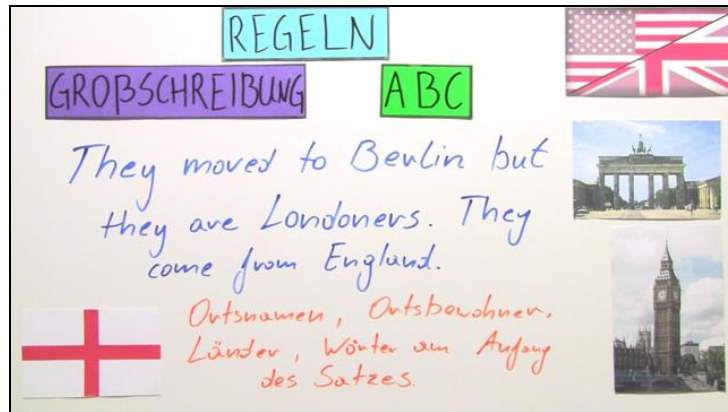 REGELN
GROßSCHREIBUNG
ABC
They moved to Berlin but
they are Londoners. They
come from England.
Ortsnamen, Ortsbewohner,
Länder, Wörter am Anfang
des Satzes.